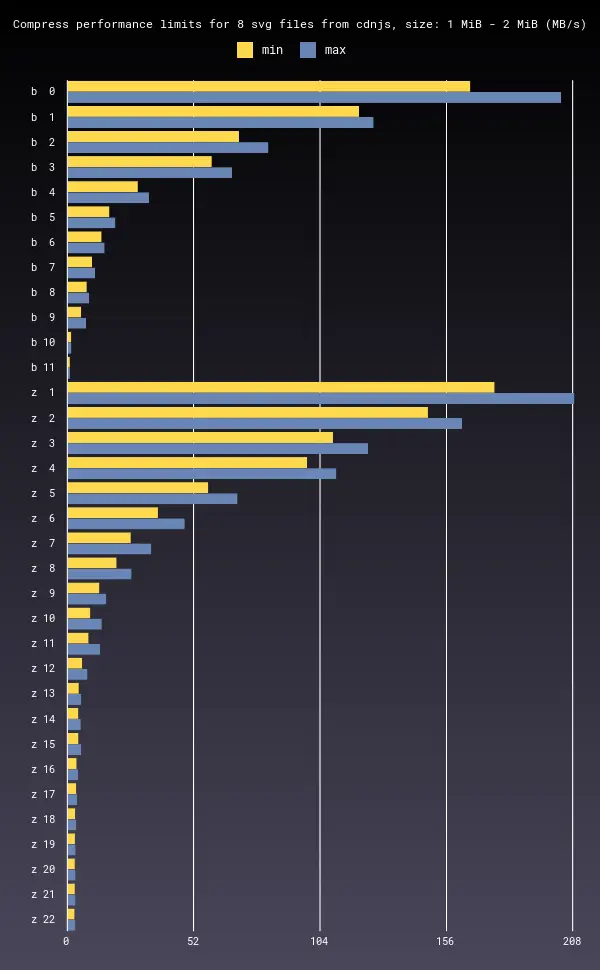 Compress performance limits for 8 svg files from cdnjs, size: 1 MiB - 2 MiB (MB/s)
min max
b 0
b 1
b 2
b 3
b 4
b 5
b 6
b 7
b 8
b 9
b 10
b 11
z 1
z 2
z 3
z 4
z 5
z 6
z 7
z 8
z 9
z 10
z 11
z 12
z 13
z 14
z 15
z 16
z 17
z 18
z 19
z 20
z 21
z 22
0 52 104 156 208